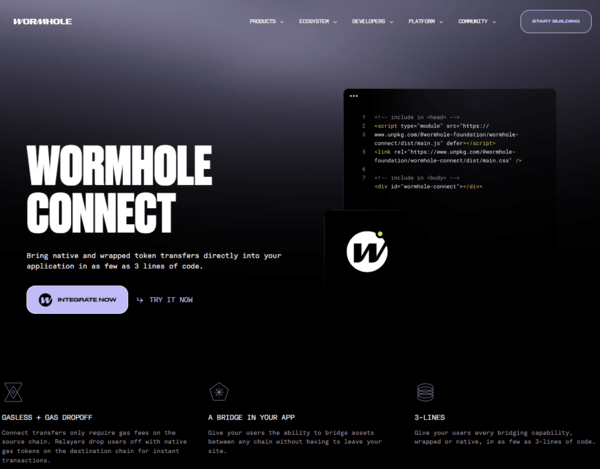 WORMHOLE
PRODUCTS
ECOSYSTEM
DEVELOPERS
PLATFORM
COMMUNITY
START BUILDING
WORMHOLE
CONNECT
Bring native and wrapped token transfers directly into your
application in as few as 3 lines of code.
INTEGRATE NOW
TRY IT NOW
1 <!-- include in <head> -->
2 <script type="module" src="https://
3 www.unpkg.com/@wormhole-foundation/wormhole-
4 connect/dist/main.js" defer></script>
5 <link rel="https://www.unpkg.com/@wormhole-
foundation/wormhole-connect/dist/main.css" />
6
7 <!-- include in <body> -->
<div id="wormhole-connect"></div>
W
GASLESS + GAS DROPOFF
Connect transfers only require gas fees on the
source chain. Relayers drop users off with native
gas tokens on the destination chain for instant
transactions.
A BRIDGE IN YOUR APP
Give your users the ability to bridge assets
between any chain without having to leave your
site.
3-LINES
Give your users every bridging capability,
wrapped or native, in as few as 3-lines of code.